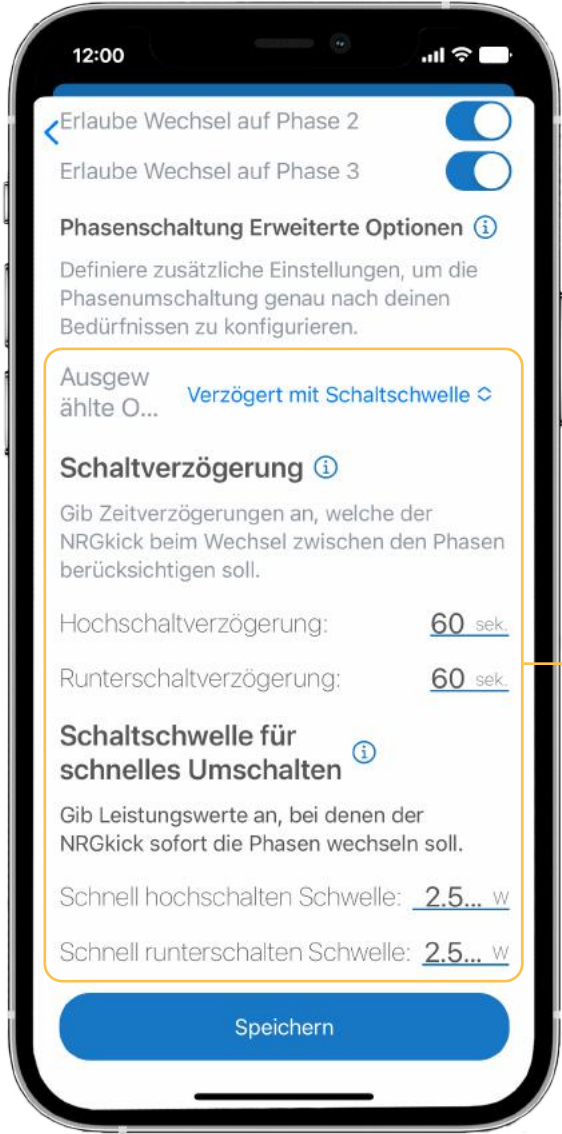 12:00
Erlaube Wechsel auf Phase 2
Erlaube Wechsel auf Phase 3
Phasenschaltung Erweiterte Optionen
Definiere zusätzliche Einstellungen, um die
Phasenumschaltung genau nach deinen
Bedürfnissen zu konfigurieren.
Ausgew
ählte O... Verzögert mit Schaltschwelle
Schaltverzögerung
Gib Zeitverzögerungen an, welche der
NRGkick beim Wechsel zwischen den Phasen
berücksichtigen soll.
Hochschaltverzögerung: 60 sek.
Runterschaltverzögerung: 60 sek.
Schaltschwelle für
schnelles Umschalten
Gib Leistungswerte an, bei denen der
NRGkick sofort die Phasen wechseln soll.
Schnell hochschalten Schwelle: 2.5... W
Schnell runterschalten Schwelle: 2.5... W
Speichern